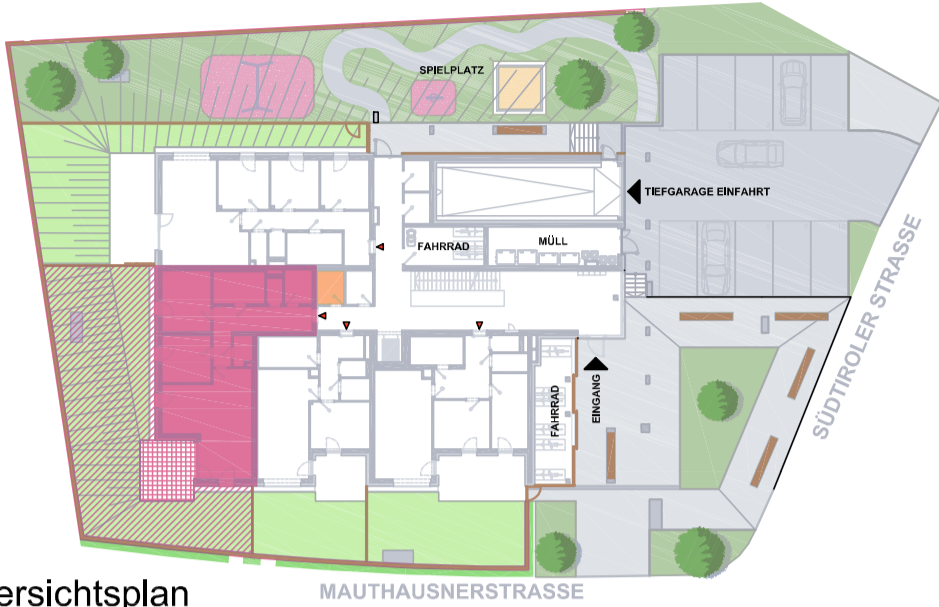 SPIELPLATZ
TIEFGARAGE EINFAHRT
FAHRRAD
MÜLL
SÜDTIROLER STRASSE
FAHRRAD
EINGANG
ersichtsplan
MAUTHAUSNERSTRASSE